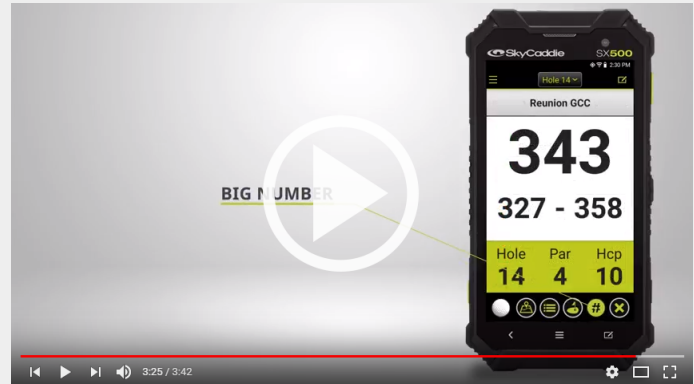 SkyCaddie SX500
2:30 PM
Hole 14
Reunion GCC
BIG NUMBER
343
327 - 358
Hole Par Hcp
14 4 10
#
3:25 / 3:42